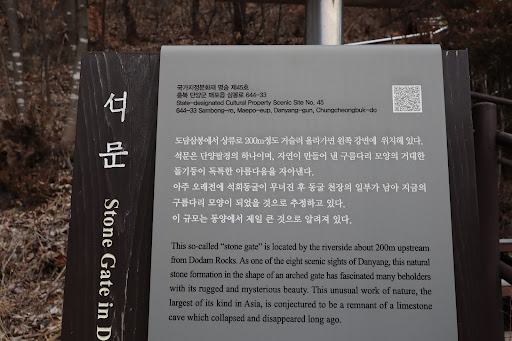 석문
Stone Gate in D
국가지정문화재 명승 제45호
충북 단양군 매포읍 삼봉로 644-33
State-designated Cultural Property Scenic Site No. 45
644-33 Sambong-ro, Maepo-eup, Danyang-gun, Chungcheongbuk-do
도담삼봉에서 상류로 200m정도 거슬러 올라가면 왼쪽 강변에 위치해 있다.
석문은 단양팔경의 하나이며, 자연이 만들어 낸 구름다리 모양의 거대한
돌기둥이 독특한 아름다움을 자아낸다.
아주 오래전에 석회동굴이 무너진 후 동굴 천장의 일부가 남아 지금의
구름다리 모양이 되었을 것으로 추정하고 있다.
이 규모는 동양에서 제일 큰 것으로 알려져 있다.
This so-called “stone gate” is located by the riverside about 200m upstream
from Dodam Rocks. As one of the eight scenic sights of Danyang, this natural
stone formation in the shape of an arched gate has fascinated many beholders
with its rugged and mysterious beauty. This unusual work of nature, the
largest of its kind in Asia, is conjectured to be a remnant of a limestone
cave which collapsed and disappeared long ago.